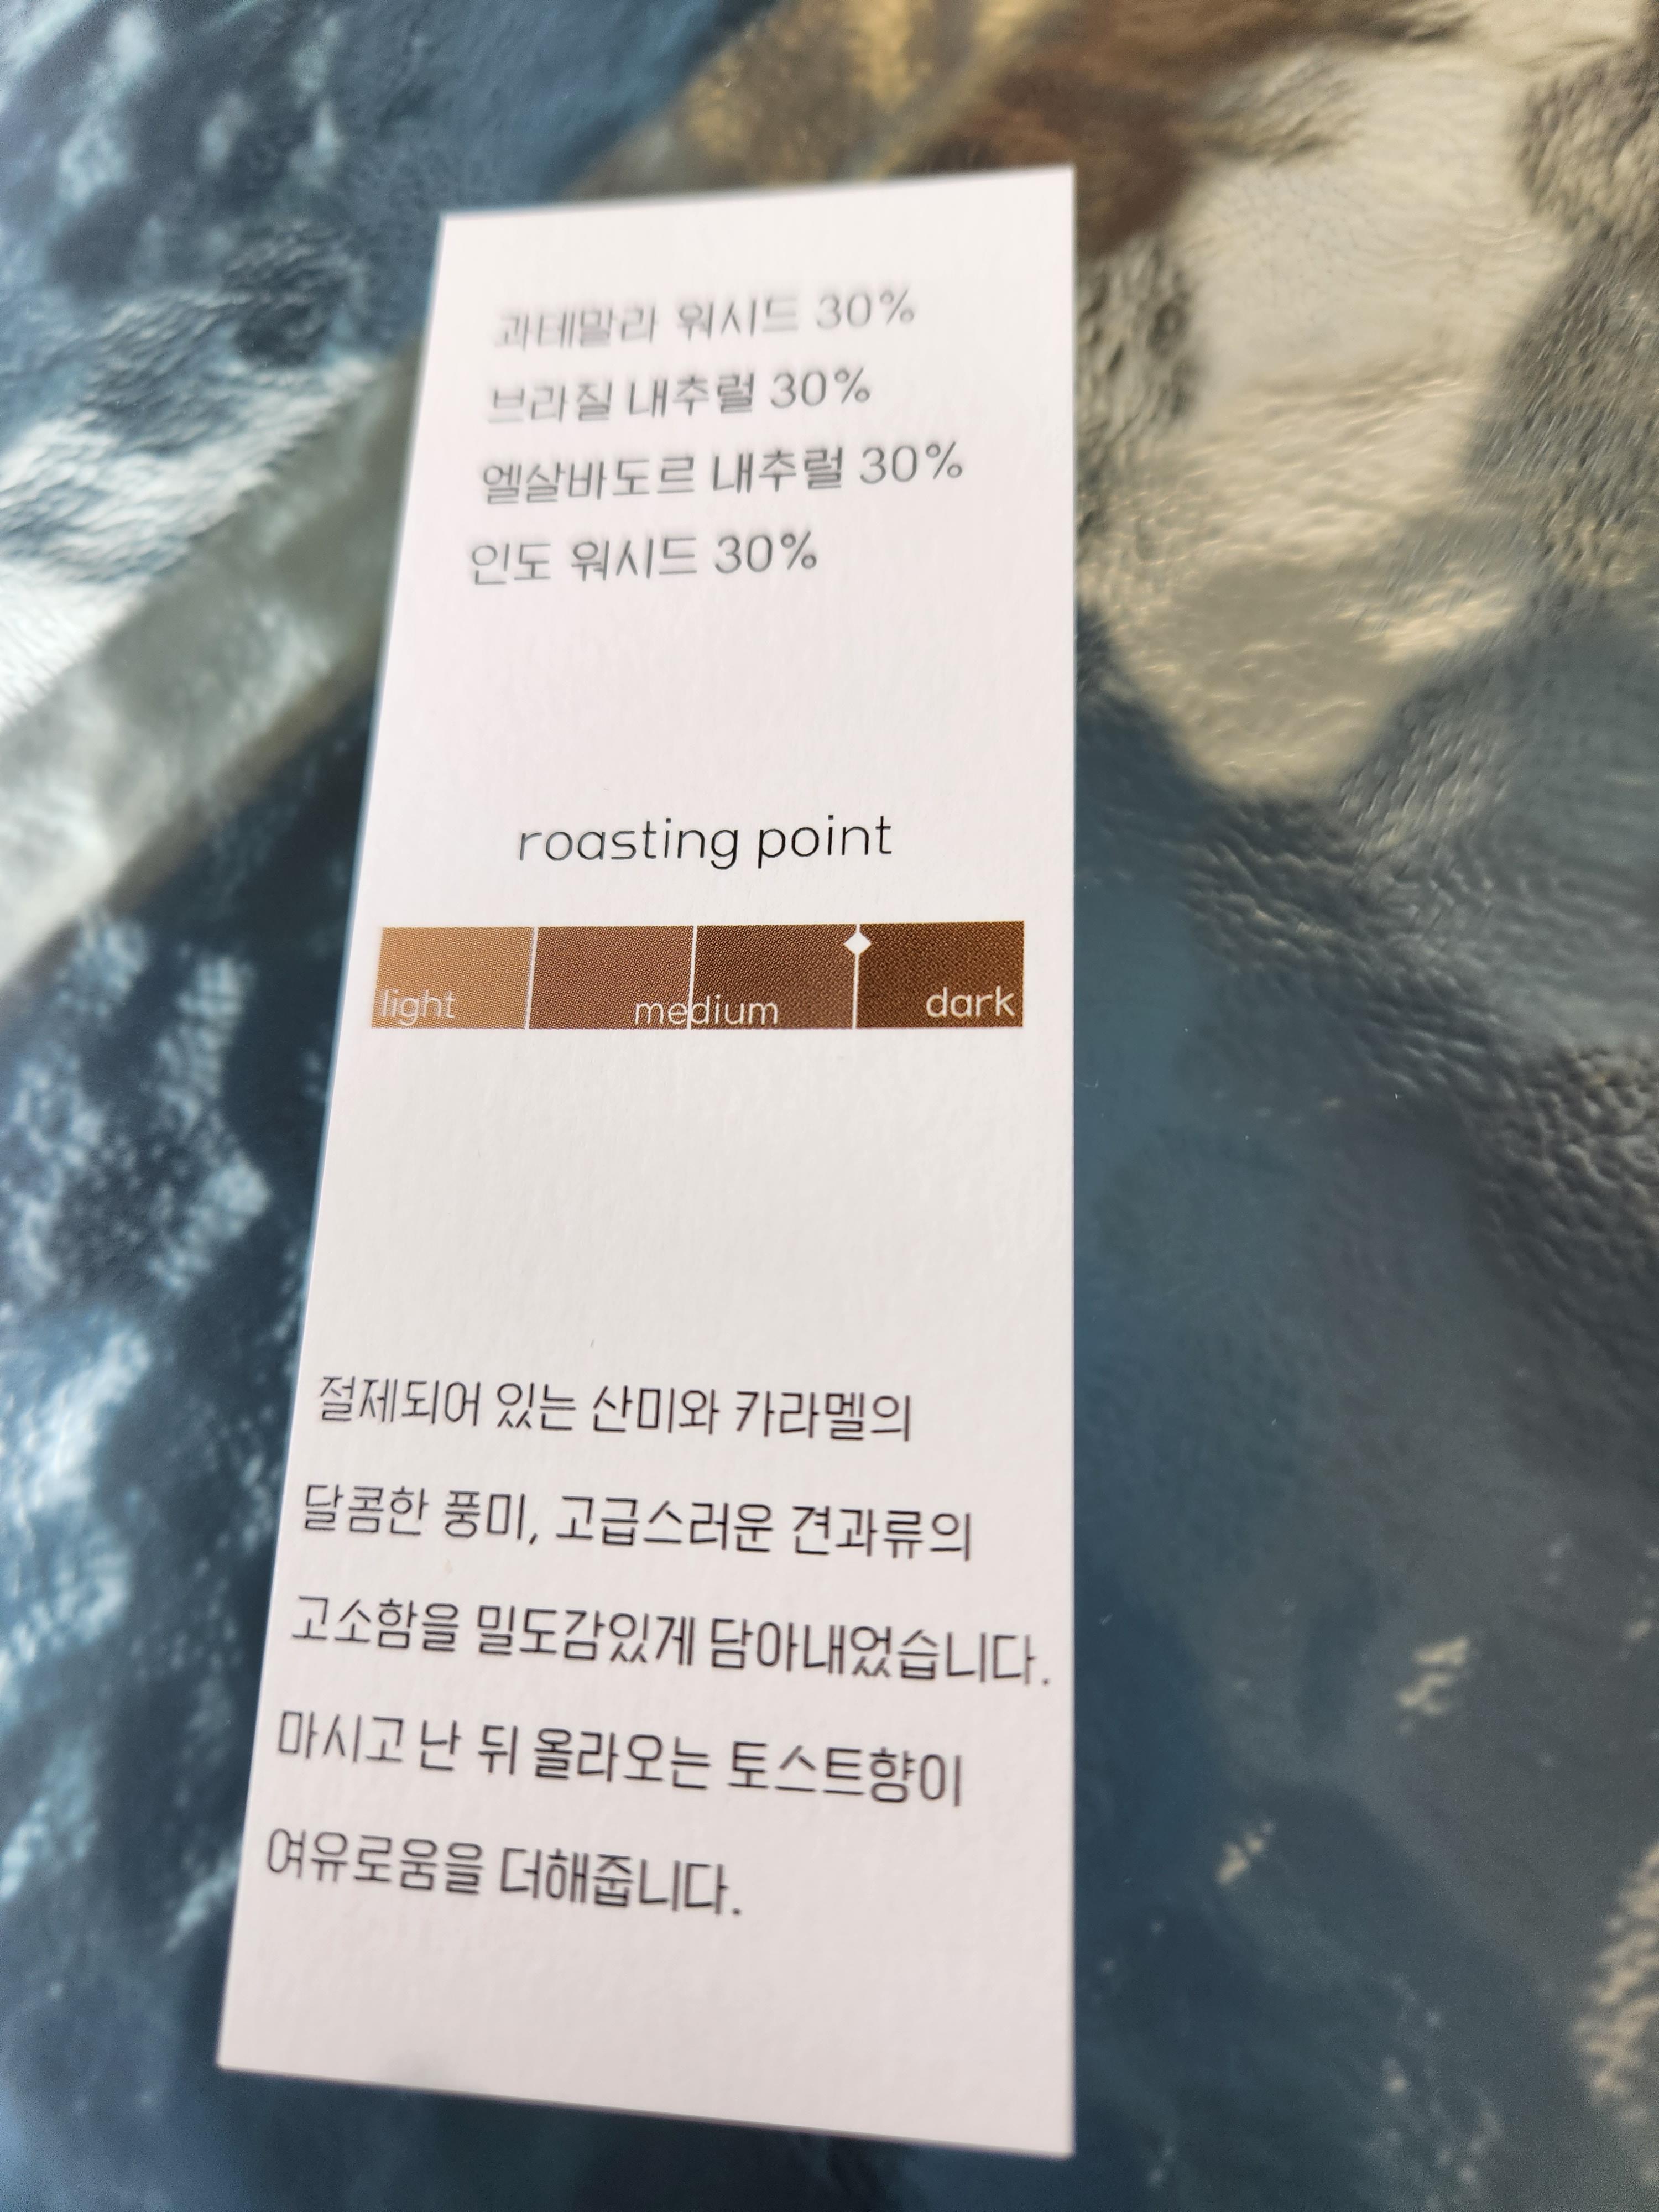 과테말라 워시드 30%
브라질 내추럴 30%
엘살바도르 내추럴 30%
인도 워시드 30%
roasting point
light medium dark
절제되어 있는 산미와 카라멜의
달콤한 풍미, 고급스러운 견과류의
고소함을 밀도감있게 담아내었습니다.
마시고 난 뒤 올라오는 토스트향이
여유로움을 더해줍니다.